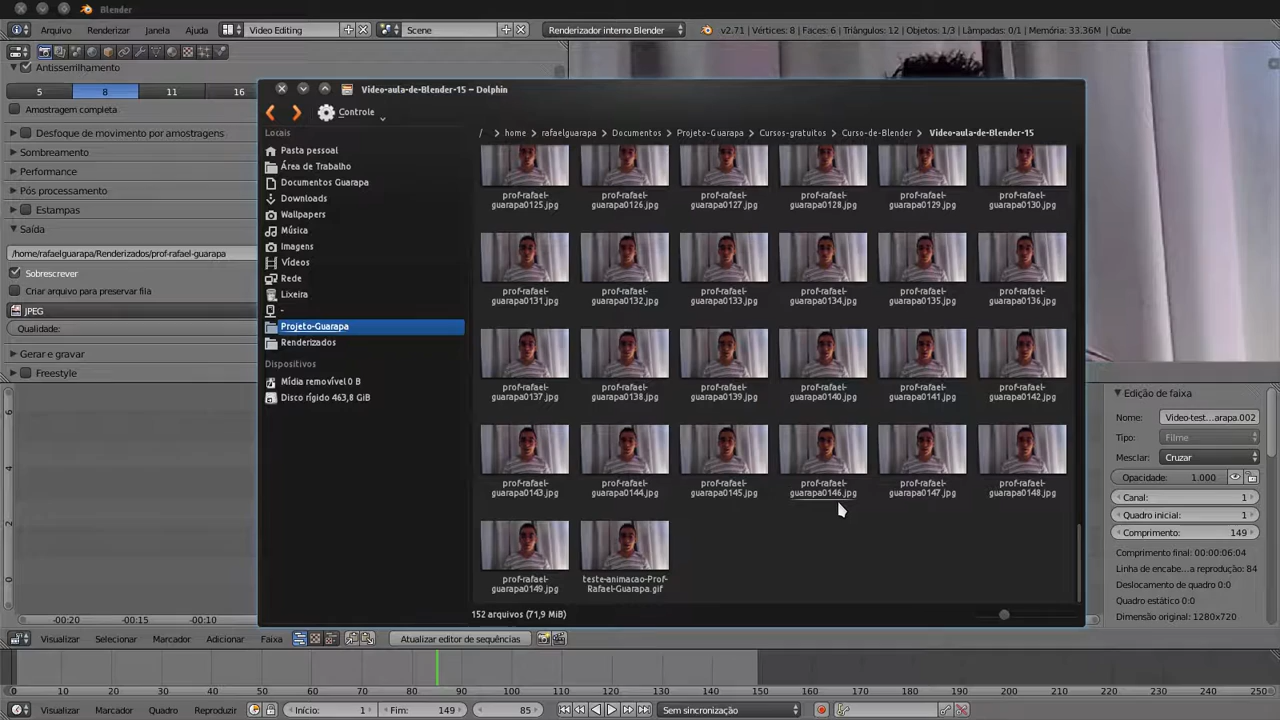 Blender
Arquivo Renderizar Janela Ajuda Video Editing Scene Renderizador interno Blender v2.71 | Vértices: 8 | Faces: 6 | Triângulos: 12 | Objetos: 1/3 | Lâmpadas: 0/1 | Memória: 33.36M | Cube
Antisserrilhamento
5 8 11 16
Amostragem completa
Desfoque de movimento por amostragens
Sombreamento
Performance
Pós processamento
Estampas
Saída
/home/rafaelguarapa/Renderizados/prof-rafael-guarapa
Sobrescrever
Criar arquivo para preservar fila
JPEG
Qualidade:
Gerar e gravar
Freestyle
Video-aula-de-Blender-15 – Dolphin
Controle
Locais
Pasta pessoal
Área de Trabalho
Documentos Guarapa
Downloads
Wallpapers
Música
Imagens
Vídeos
Rede
Lixeira
-
Projeto-Guarapa
Renderizados
Dispositivos
Mídia removível 0 B
Disco rígido 463,8 GiB
/ > home > rafaelguarapa > Documentos > Projeto-Guarapa > Cursos-gratuitos > Curso-de-Blender > Video-aula-de-Blender-15
prof-rafael- prof-rafael- prof-rafael- prof-rafael- prof-rafael- prof-rafael-
guarapa0125.jpg guarapa0126.jpg guarapa0127.jpg guarapa0128.jpg guarapa0129.jpg guarapa0130.jpg
prof-rafael- prof-rafael- prof-rafael- prof-rafael- prof-rafael- prof-rafael-
guarapa0131.jpg guarapa0132.jpg guarapa0133.jpg guarapa0134.jpg guarapa0135.jpg guarapa0136.jpg
prof-rafael- prof-rafael- prof-rafael- prof-rafael- prof-rafael- prof-rafael-
guarapa0137.jpg guarapa0138.jpg guarapa0139.jpg guarapa0140.jpg guarapa0141.jpg guarapa0142.jpg
prof-rafael- prof-rafael- prof-rafael- prof-rafael- prof-rafael- prof-rafael-
guarapa0143.jpg guarapa0144.jpg guarapa0145.jpg guarapa0146.jpg guarapa0147.jpg guarapa0148.jpg
prof-rafael- teste-animacao-Prof-
guarapa0149.jpg Rafael-Guarapa.gif
152 arquivos (71,9 MiB)
Edição de faixa
Nome: Vídeo-test...arapa.002
Tipo: Filme
Mesclar: Cruzar
Opacidade: 1.000
Canal: 1
Quadro inicial: 1
Comprimento: 149
Comprimento final: 00:00:06:04
Linha de encabe...a reprodução: 84
Deslocamento de quadro 0:0
Quadro estático 0:0
Dimensão original: 1280x720
6
4
2
0
-00:20 -00:15 -00:10
Visualizar Selecionar Marcador Adicionar Faixa Atualizar editor de sequências
0 10 20 30 40 50 60 70 80 90 100 110 120 130 140 150 160 170 180 190 200 210 220 230 240 250
Visualizar Marcador Quadro Reproduzir Início: 1 Fim: 149 85 Sem sincronização